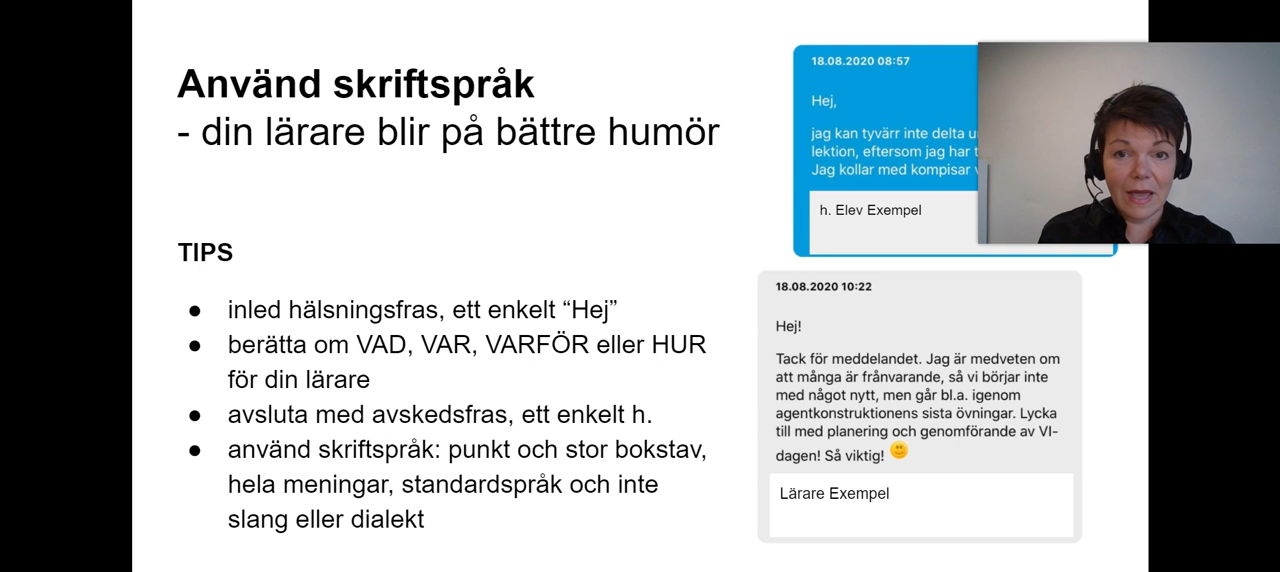 Använd skriftspråk
- din lärare blir på bättre humör
TIPS
● inled hälsningsfras, ett enkelt “Hej”
● berätta om VAD, VAR, VARFÖR eller HUR
för din lärare
● avsluta med avskedsfras, ett enkelt h.
● använd skriftspråk: punkt och stor bokstav,
hela meningar, standardspråk och inte
slang eller dialekt
18.08.2020 08:57
Hej,
jag kan tyvärr inte delta
lektion, eftersom jag har
Jag kollar med kompisar
h. Elev Exempel
18.08.2020 10:22
Hej!
Tack för meddelandet. Jag är medveten om
att många är frånvarande, så vi börjar inte
med något nytt, men går bl.a. igenom
agentkonstruktionens sista övningar. Lycka
till med planering och genomförande av VI-
dagen! Så viktig! 😊
Lärare Exempel